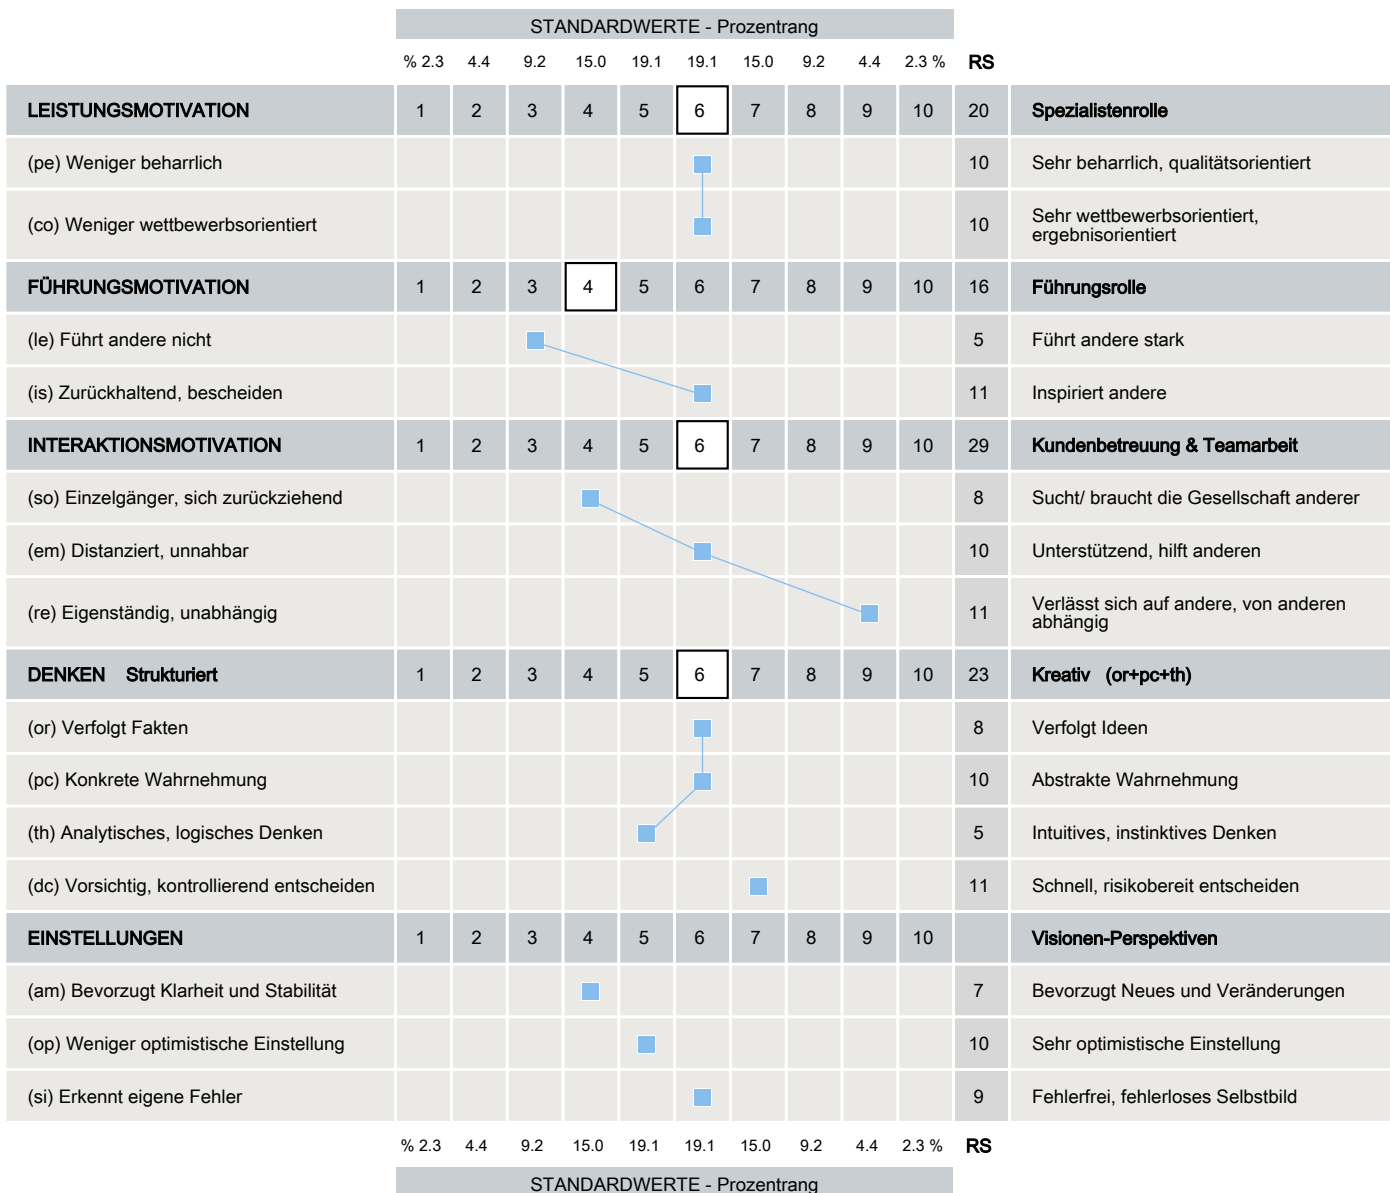 STANDARDWERTE - Prozentrang
% 2.3 4.4 9.2 15.0 19.1 19.1 15.0 9.2 4.4 2.3 % RS
LEISTUNGSMOTIVATION 1 2 3 4 5 6 7 8 9 10 20 Spezialistenrolle
(pe) Weniger beharrlich 10 Sehr beharrlich, qualitätsorientiert
(co) Weniger wettbewerbsorientiert 10 Sehr wettbewerbsorientiert,
ergebnisorientiert
FÜHRUNGSMOTIVATION 1 2 3 4 5 6 7 8 9 10 16 Führungsrolle
(le) Führt andere nicht 5 Führt andere stark
(is) Zurückhaltend, bescheiden 11 Inspiriert andere
INTERAKTIONSMOTIVATION 1 2 3 4 5 6 7 8 9 10 29 Kundenbetreuung & Teamarbeit
(so) Einzelgänger, sich zurückziehend 8 Sucht/ braucht die Gesellschaft anderer
(em) Distanziert, unnahbar 10 Unterstützend, hilft anderen
(re) Eigenständig, unabhängig 11 Verlässt sich auf andere, von anderen
abhängig
DENKEN Strukturiert 1 2 3 4 5 6 7 8 9 10 23 Kreativ (or+pc+th)
(or) Verfolgt Fakten 8 Verfolgt Ideen
(pc) Konkrete Wahrnehmung 10 Abstrakte Wahrnehmung
(th) Analytisches, logisches Denken 5 Intuitives, instinktives Denken
(dc) Vorsichtig, kontrollierend entscheiden 11 Schnell, risikobereit entscheiden
EINSTELLUNGEN 1 2 3 4 5 6 7 8 9 10 Visionen-Perspektiven
(am) Bevorzugt Klarheit und Stabilität 7 Bevorzugt Neues und Veränderungen
(op) Weniger optimistische Einstellung 10 Sehr optimistische Einstellung
(si) Erkennt eigene Fehler 9 Fehlerfrei, fehlerloses Selbstbild
% 2.3 4.4 9.2 15.0 19.1 19.1 15.0 9.2 4.4 2.3 % RS
STANDARDWERTE - Prozentrang